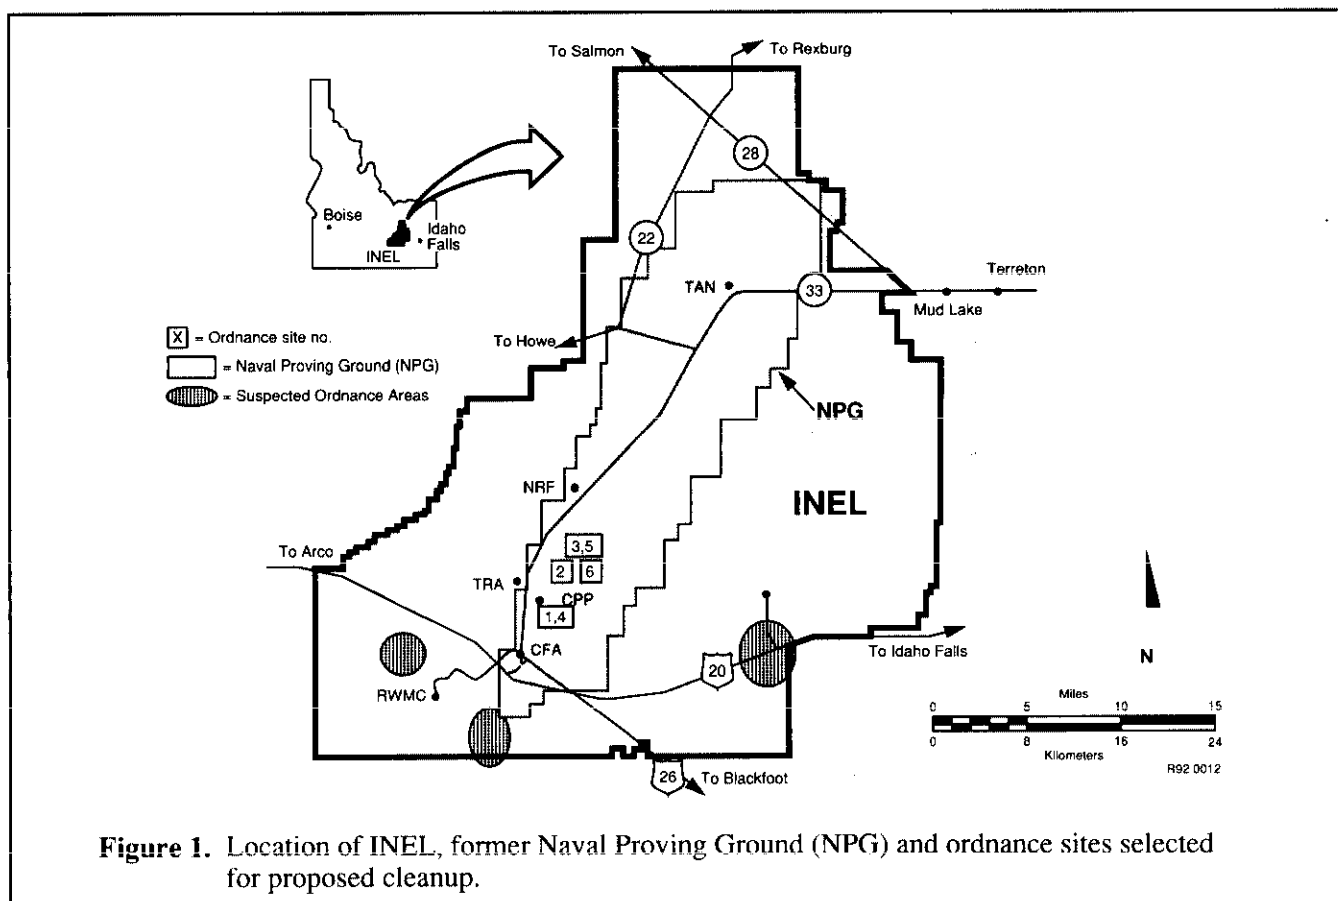 To Salmon
To Rexburg
28
Boise
Idaho
Falls
INEL
22
TAN
33
Terreton
Mud Lake
To Howe
X = Ordnance site no.
= Naval Proving Ground (NPG)
= Suspected Ordnance Areas
NPG
NRF
INEL
3,5
2
6
To Arco
TRA
CPP
1,4
CFA
RWMC
20
To Idaho Falls
N
Miles
0 5 10 15
0 8 16 24
Kilometers
R92 0012
26
To Blackfoot
Figure 1. Location of INEL, former Naval Proving Ground (NPG) and ordnance sites selected
for proposed cleanup.